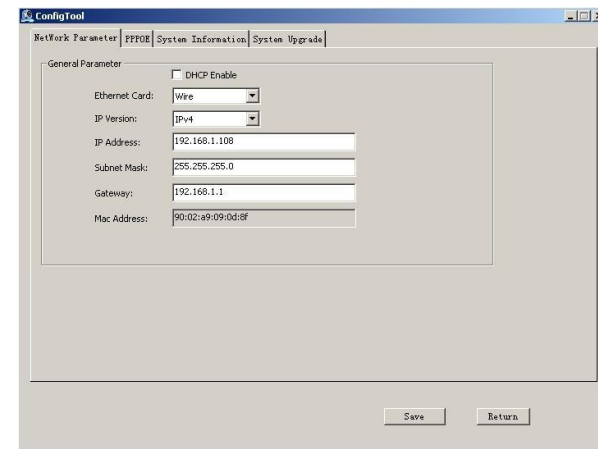 ConfigTool
NetWork Parameter PPPOE System Information System Upgrade
General Parameter
DHCP Enable
Ethernet Card: Wire
IP Version: IPv4
IP Address: 192.168.1.108
Subnet Mask: 255.255.255.0
Gateway: 192.168.1.1
Mac Address: 90:02:a9:09:0d:8f
Save Return